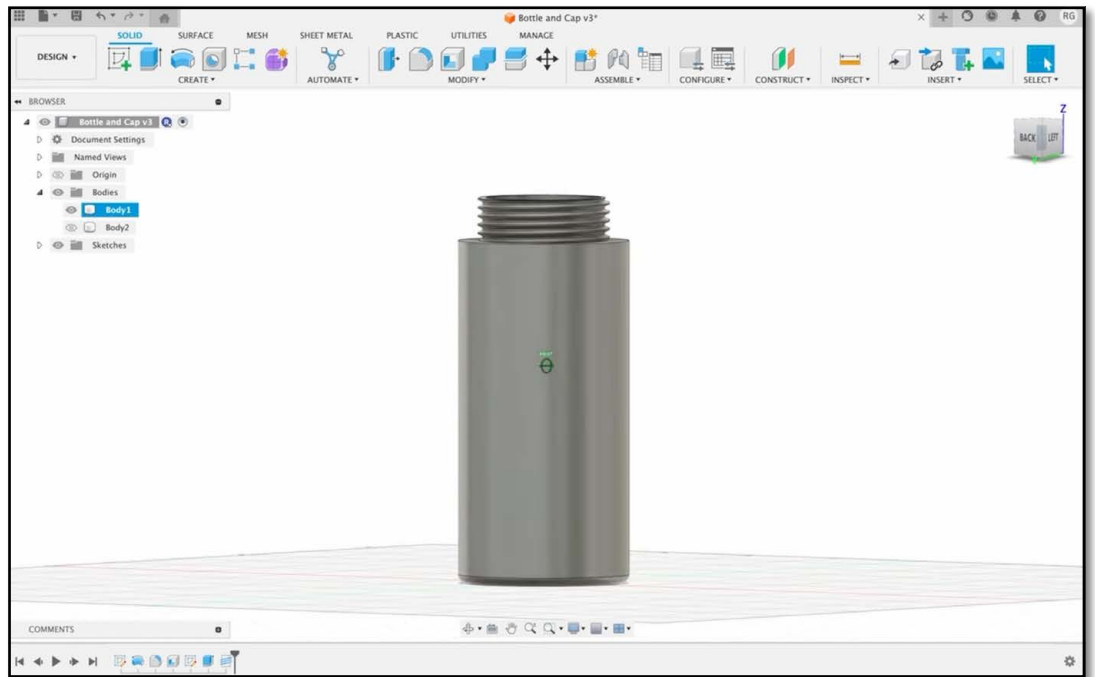 Bottle and Cap v3*
RG
SOLID SURFACE MESH SHEET METAL PLASTIC UTILITIES MANAGE
DESIGN
CREATE AUTOMATE MODIFY ASSEMBLE CONFIGURE CONSTRUCT INSPECT INSERT SELECT
BROWSER
Bottle and Cap v3
Document Settings
Named Views
Origin
Bodies
Body1
Body2
Sketches
Z
BACK LEFT
COMMENTS